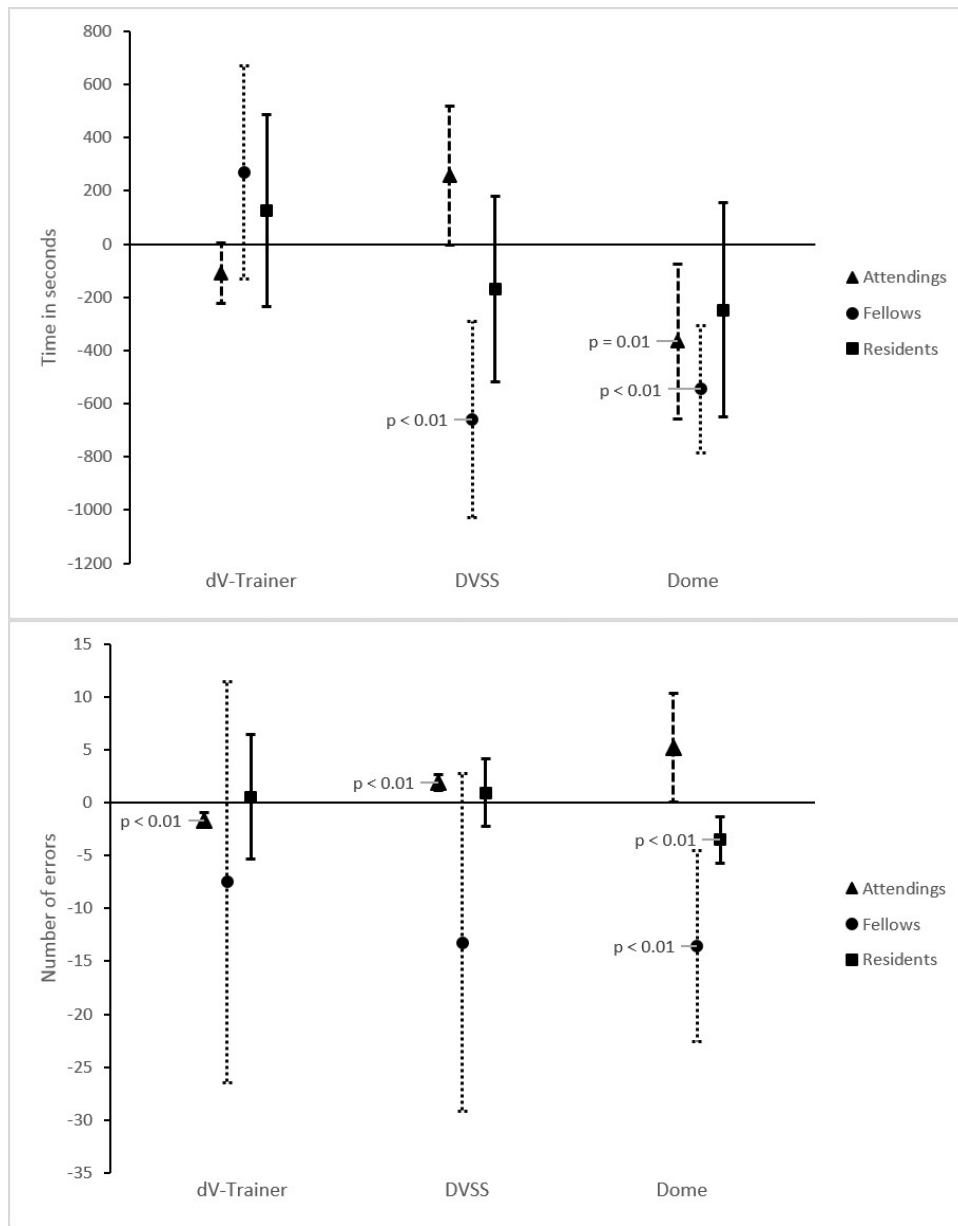 800
600
400
200
0
-200
-400
-600
-800
-1000
-1200
Time in seconds
p = 0.01
p < 0.01
p < 0.01
dV-Trainer DVSS Dome
Attendings
Fellows
Residents
15
10
5
0
-5
-10
-15
-20
-25
-30
-35
Number of errors
p < 0.01
p < 0.01
p < 0.01
p < 0.01
dV-Trainer DVSS Dome
Attendings
Fellows
Residents